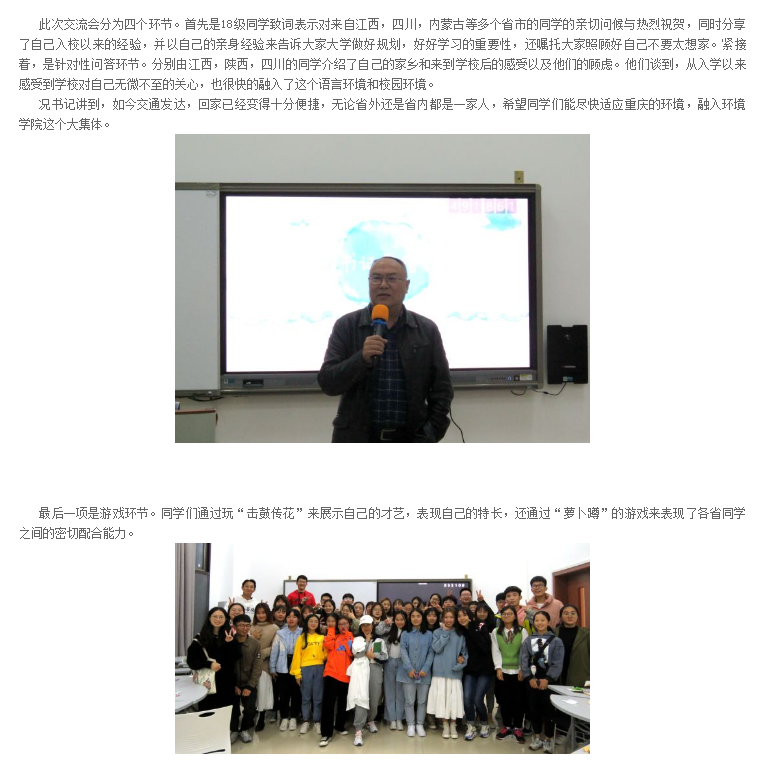 此次交流会分为四个环节。首先是18级同学致词表示对来自江西，四川，内蒙古等多个省市的同学的亲切问候与热烈祝贺，同时分享
了自己入校以来的经验，并以自己的亲身经验来告诉大家大学做好规划，好好学习的重要性，还嘱托大家照顾好自己不要太想家。紧接
着，是针对性问答环节。分别由江西，陕西，四川的同学介绍了自己的家乡和来到学校后的感受以及他们的顾虑。他们谈到，从入学以来
感受到学校对自己无微不至的关心，也很快的融入了这个语言环境和校园环境。
况书记讲到，如今交通发达，回家已经变得十分便捷，无论省外还是省内都是一家人，希望同学们能尽快适应重庆的环境，融入环境
学院这个大集体。
最后一项是游戏环节。同学们通过玩“击鼓传花”来展示自己的才艺，表现自己的特长，还通过“萝卜蹲”的游戏来表现了各省同学
之间的密切配合能力。